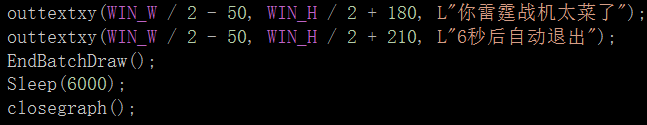 outtextxy(WIN_W / 2 - 50, WIN_H / 2 + 180, L"你雷霆战机太菜了");
outtextxy(WIN_W / 2 - 50, WIN_H / 2 + 210, L"6秒后自动退出");
EndBatchDraw();
Sleep(6000);
closegraph();